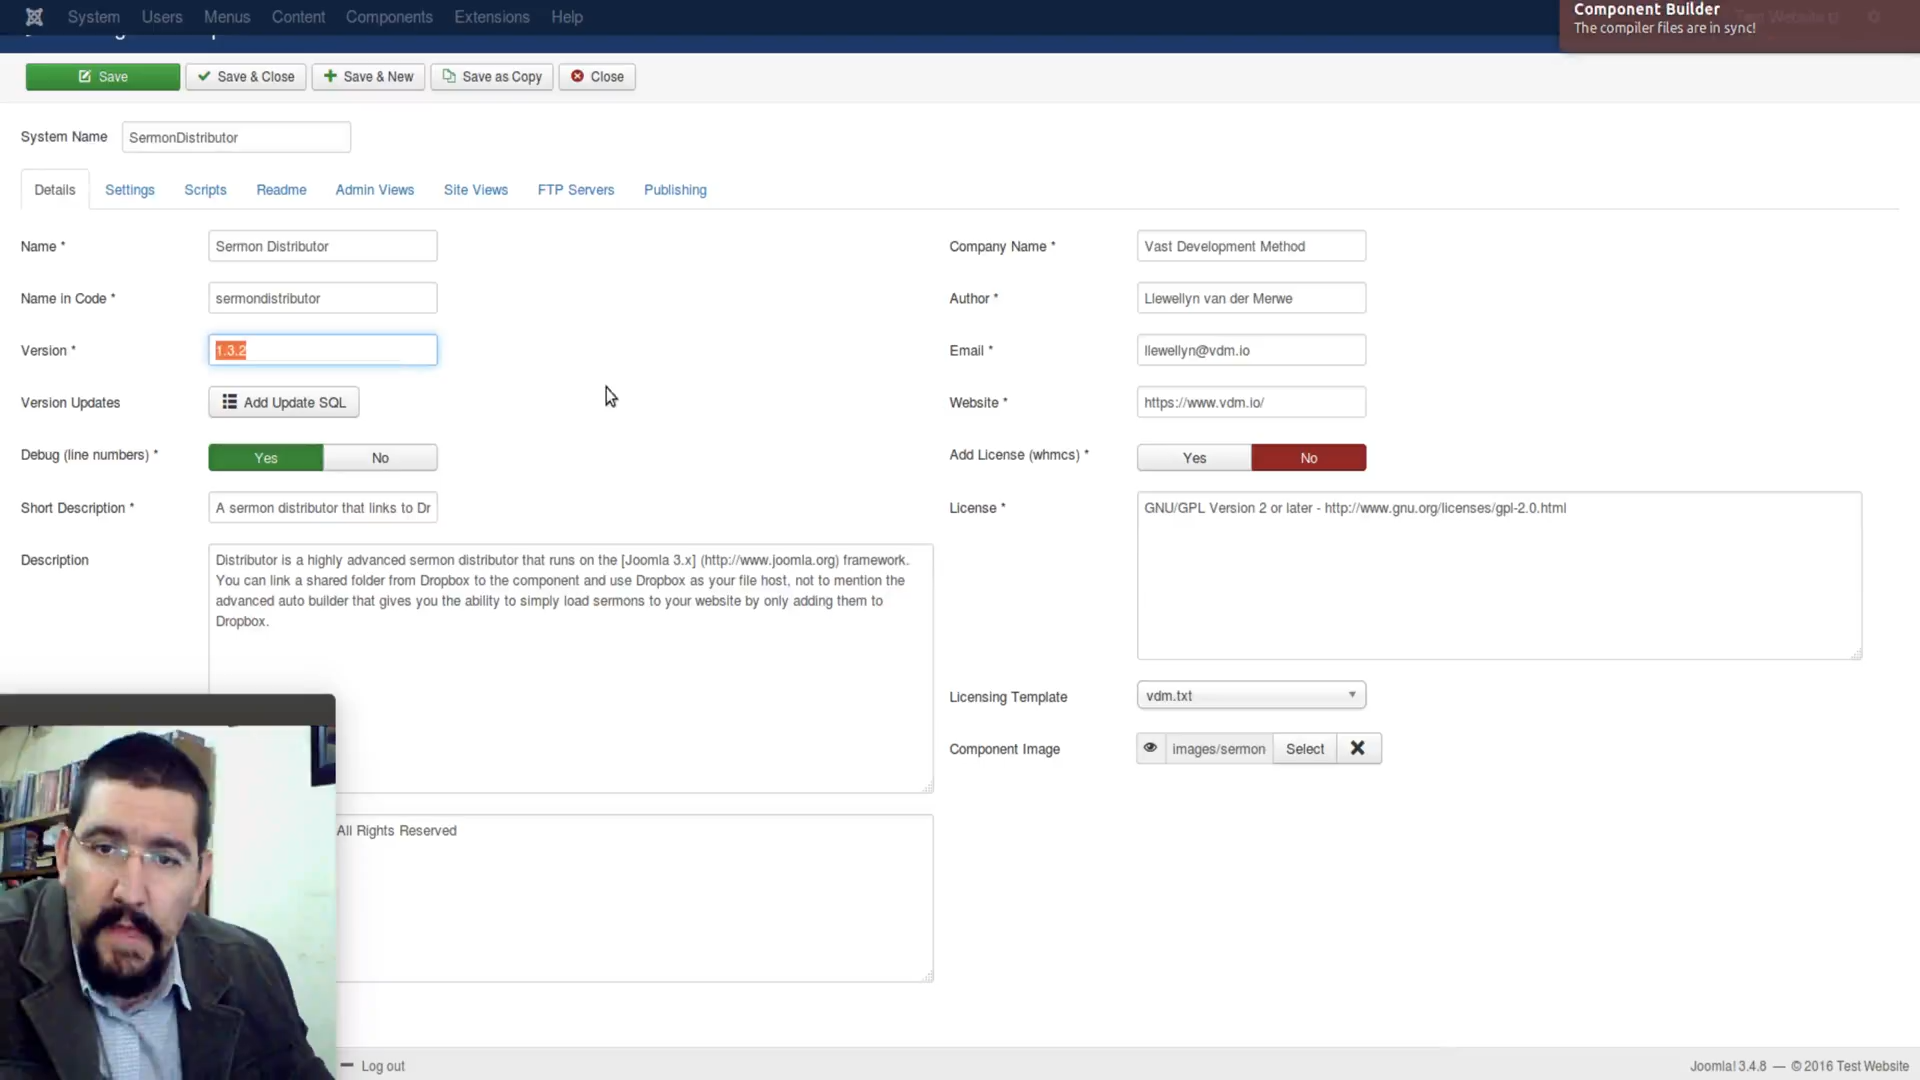 System Users Menus Content Components Extensions Help
Component Builder
The compiler files are in sync!
Save
Save & Close
Save & New
Save as Copy
Close
System Name
SermonDistributor
Details Settings Scripts Readme Admin Views Site Views FTP Servers Publishing
Name *
Sermon Distributor
Name in Code *
sermondistributor
Version *
1.3.2
Version Updates
Add Update SQL
Debug (line numbers) *
Yes No
Short Description *
A sermon distributor that links to Dr
Description
Distributor is a highly advanced sermon distributor that runs on the [Joomla 3.x] (http://www.joomla.org) framework.
You can link a shared folder from Dropbox to the component and use Dropbox as your file host, not to mention the
advanced auto builder that gives you the ability to simply load sermons to your website by only adding them to
Dropbox.
All Rights Reserved
Company Name *
Vast Development Method
Author *
Llewellyn van der Merwe
Email *
llewellyn@vdm.io
Website *
https://www.vdm.io/
Add License (whmcs) *
Yes No
License *
GNU/GPL Version 2 or later - http://www.gnu.org/licenses/gpl-2.0.html
Licensing Template
vdm.txt
Component Image
images/sermon
Select
Log out
Joomla! 3.4.8 — © 2016 Test Website